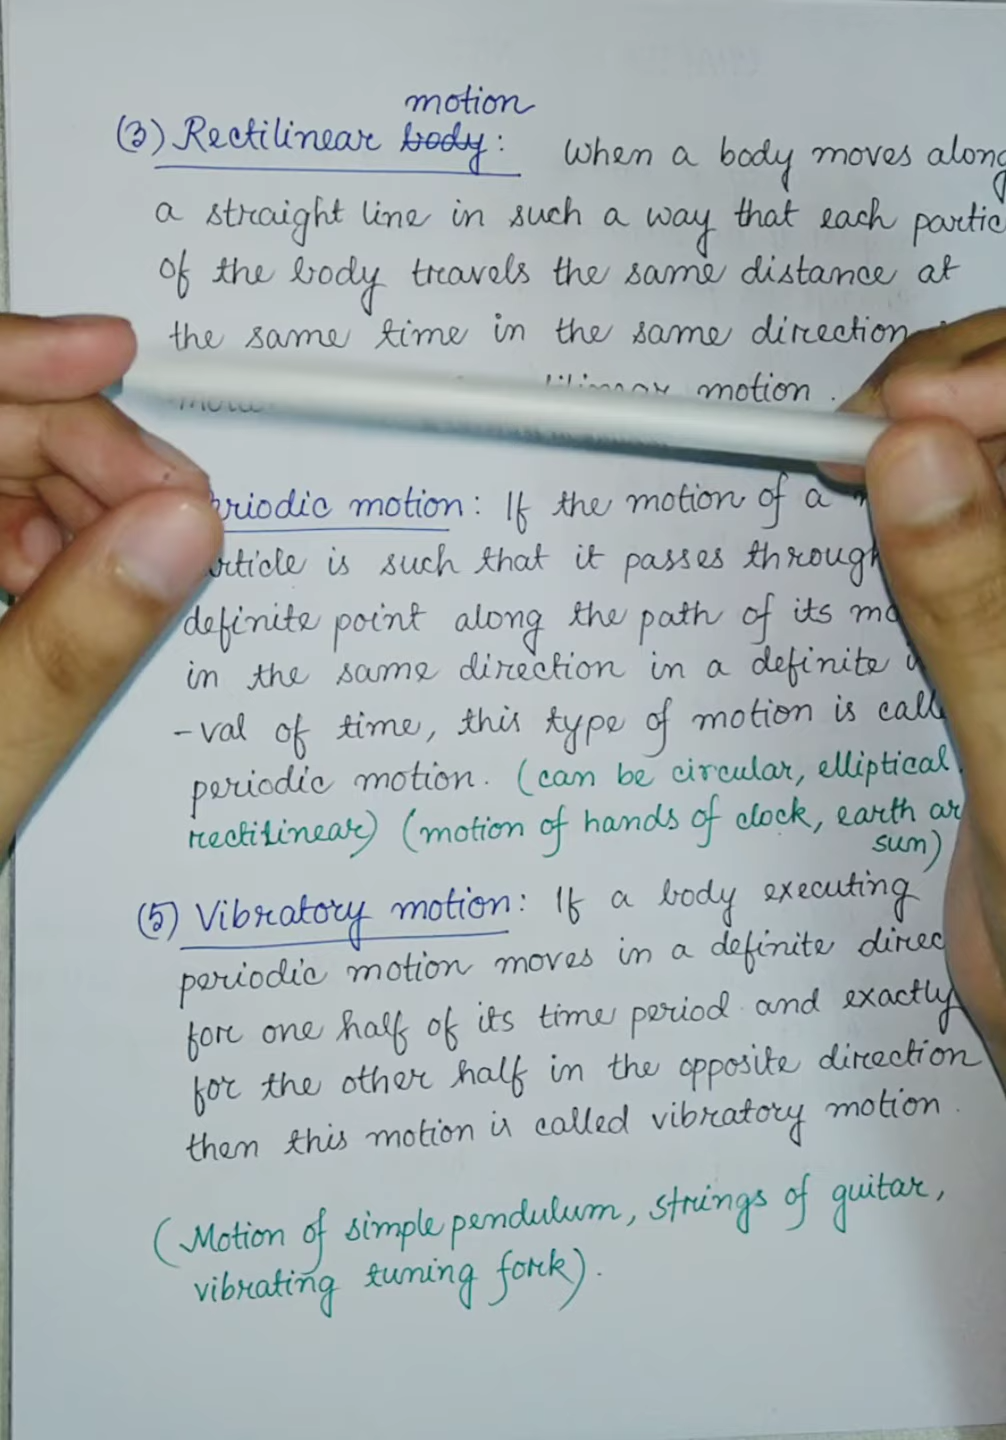 motion
(3) Rectilinear body : When a body moves along
a straight line in such a way that each partic
of the body travels the same distance at
the same time in the same direction
motion .
riodic motion : If the motion of a
rticle is such that it passes through
definite point along the path of its mo
in the same direction in a definite
-val of time, this type of motion is call
periodic motion. (can be circular, elliptical
rectilinear) (motion of hands of clock, earth ar
sun)
(5) Vibratory motion : If a body executing
periodic motion moves in a definite direc
for one half of its time period and exactly
for the other half in the opposite direction
then this motion is called vibratory motion .
(Motion of simple pendulum, strings of guitar,
vibrating tuning fork).